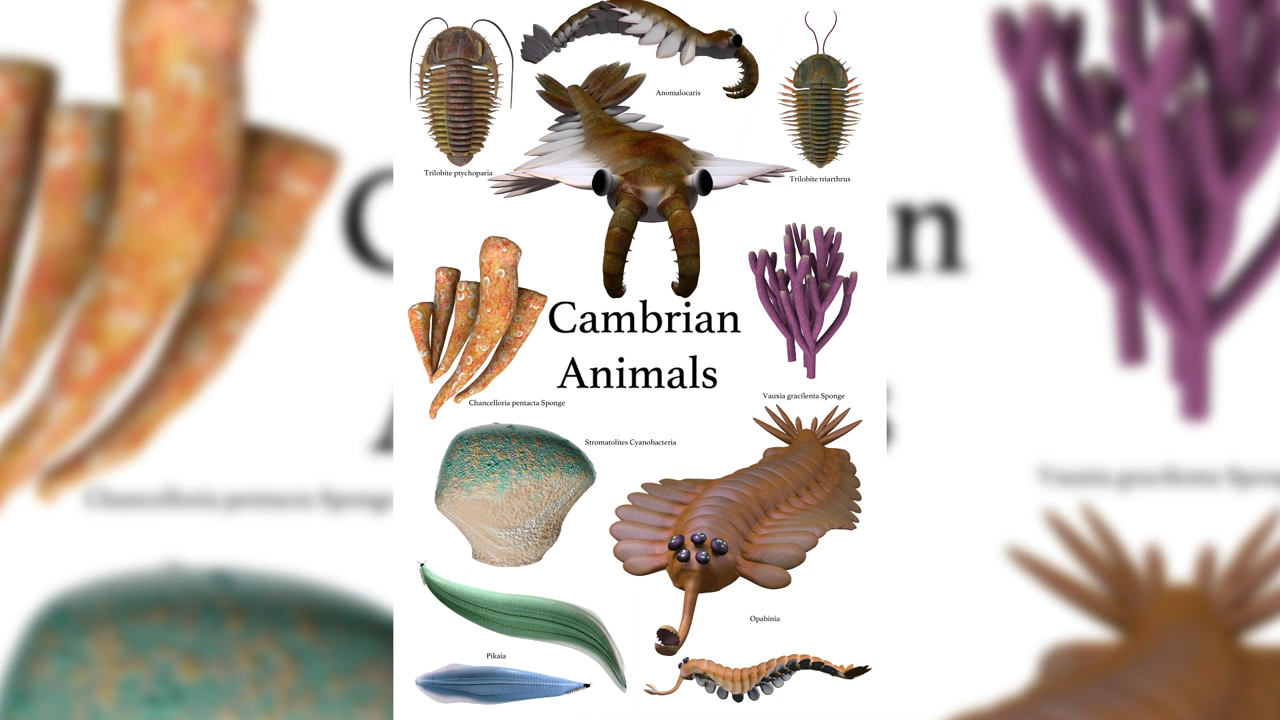 Anomalocaris
Trilobite ptychoparia
Trilobite triarthrus
Cambrian
Animals
Vauxia gracilenta Sponge
Chancelloria pentacta Sponge
Stromatolites Cyanobacteria
Opabinia
Pikaia